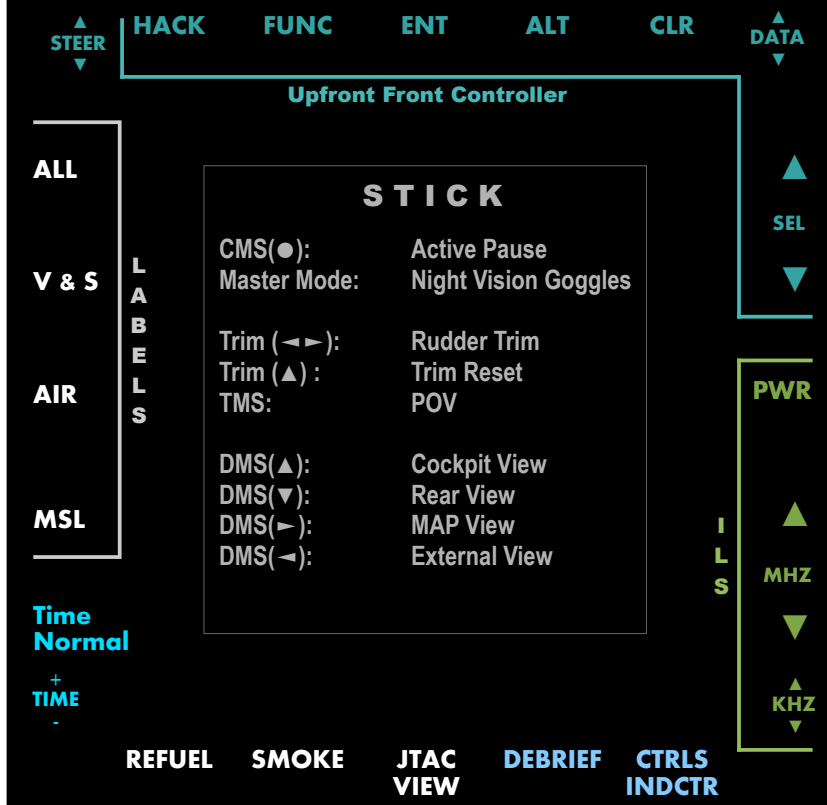 ▲
STEER
▼
HACK FUNC ENT ALT CLR
▲
DATA
▼
Upfront Front Controller
▲
SEL
▼
ALL
V & S
AIR
MSL
LABELS
STICK
CMS(●): Active Pause
Master Mode: Night Vision Goggles
Trim (◄►): Rudder Trim
Trim (▲) : Trim Reset
TMS: POV
DMS(▲): Cockpit View
DMS(▼): Rear View
DMS(►): MAP View
DMS(◄): External View
PWR
▲
MHZ
▼
▲
KHZ
▼
ILS
Time
Normal
+
TIME
-
REFUEL SMOKE JTAC DEBRIEF CTRLS
VIEW INDCTR